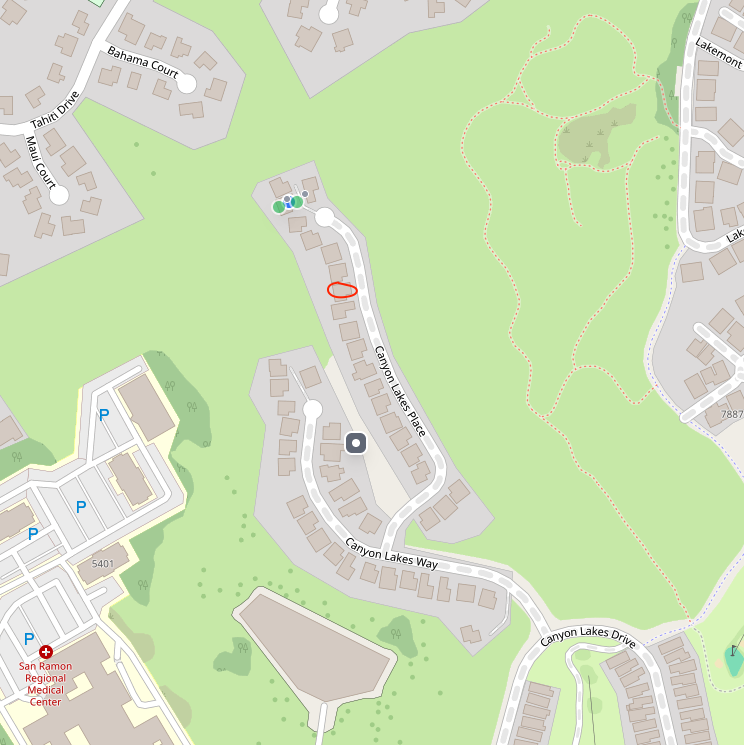 Bahama Court
Lakemont
Tahiti Drive
Maui Court
Canyon Lakes Place
P
7887
P
P
5401
Canyon Lakes Way
Canyon Lakes Drive
P
San Ramon
Regional
Medical
Center